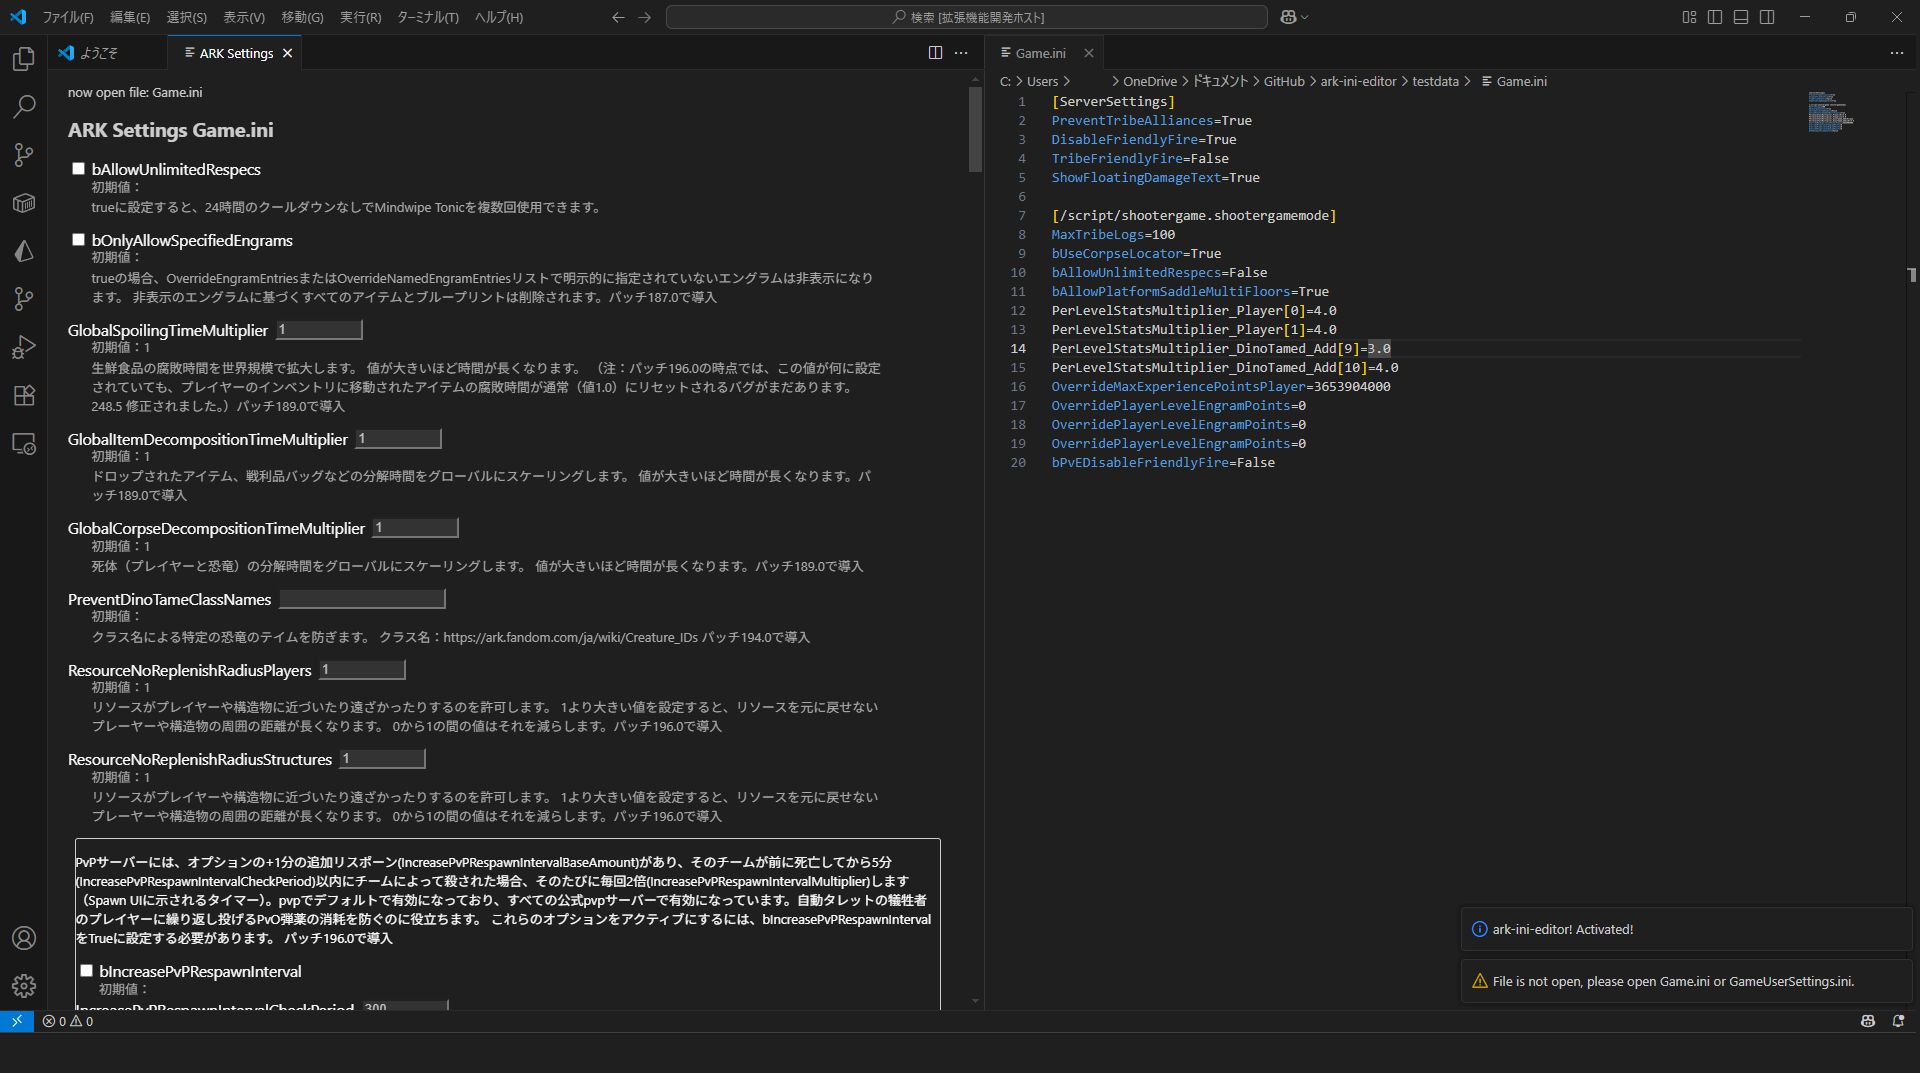 ファイル(F) 編集(E) 選択(S) 表示(V) 移動(G) 実行(R) ターミナル(T) ヘルプ(H)
検索 [拡張機能開発ホスト]
ようこそ
ARK Settings
now open file: Game.ini
ARK Settings Game.ini
bAllowUnlimitedRespecs
初期値：
trueに設定すると、24時間のクールダウンなしでMindwipe Tonicを複数回使用できます。
bOnlyAllowSpecifiedEngrams
初期値：
trueの場合、OverrideEngramEntriesまたはOverrideNamedEngramEntriesリストで明示的に指定されていないエングラムは非表示になり
ます。 非表示のエングラムに基づくすべてのアイテムとブループリントは削除されます。パッチ187.0で導入
GlobalSpoilingTimeMultiplier 1
初期値：1
生鮮食品の腐敗時間を世界規模で拡大します。 値が大きいほど時間が長くなります。 （注：パッチ196.0の時点では、この値が何に設定
されていても、プレイヤーのインベントリに移動されたアイテムの腐敗時間が通常（値1.0）にリセットされるバグがまだあります。
248.5 修正されました。）パッチ189.0で導入
GlobalItemDecompositionTimeMultiplier 1
初期値：1
ドロップされたアイテム、戦利品バッグなどの分解時間をグローバルにスケーリングします。 値が大きいほど時間が長くなります。パ
ッチ189.0で導入
GlobalCorpseDecompositionTimeMultiplier 1
初期値：1
死体（プレイヤーと恐竜）の分解時間をグローバルにスケーリングします。 値が大きいほど時間が長くなります。パッチ189.0で導入
PreventDinoTameClassNames
初期値：
クラス名による特定の恐竜のテイムを防ぎます。 クラス名：https://ark.fandom.com/ja/wiki/Creature_IDs パッチ194.0で導入
ResourceNoReplenishRadiusPlayers 1
初期値：1
リソースがプレイヤーや構造物に近づいたり遠ざかったりするのを許可します。 1より大きい値を設定すると、リソースを元に戻せない
プレーヤーや構造物の周囲の距離が長くなります。 0から1の間の値はそれを減らします。パッチ196.0で導入
ResourceNoReplenishRadiusStructures 1
初期値：1
リソースがプレイヤーや構造物に近づいたり遠ざかったりするのを許可します。 1より大きい値を設定すると、リソースを元に戻せない
プレーヤーや構造物の周囲の距離が長くなります。 0から1の間の値はそれを減らします。パッチ196.0で導入
PvPサーバーには、オプションの+1分の追加リスポーン(IncreasePvPRespawnIntervalBaseAmount)があり、そのチームが前に死亡してから5分
(IncreasePvPRespawnIntervalCheckPeriod)以内にチームによって殺された場合、そのたびに毎回2倍(IncreasePvPRespawnIntervalMultiplier)します
（Spawn UIに示されるタイマー）。pvpでデフォルトで有効になっており、すべての公式pvpサーバーで有効になっています。自動タレットの犠牲者
のプレイヤーに繰り返し投げるPvO弾薬の消耗を防ぐのに役立ちます。 これらのオプションをアクティブにするには、bIncreasePvPRespawnInterval
をTrueに設定する必要があります。 パッチ196.0で導入
bIncreasePvPRespawnInterval
初期値：
IncreasePvPRespawnIntervalCheckPeriod 300
Game.ini
C: > Users > > OneDrive > ドキュメント > GitHub > ark-ini-editor > testdata > Game.ini
1 [ServerSettings]
2 PreventTribeAlliances=True
3 DisableFriendlyFire=True
4 TribeFriendlyFire=False
5 ShowFloatingDamageText=True
6
7 [/script/shootergame.shootergamemode]
8 MaxTribeLogs=100
9 bUseCorpseLocator=True
10 bAllowUnlimitedRespecs=False
11 bAllowPlatformSaddleMultiFloors=True
12 PerLevelStatsMultiplier_Player[0]=4.0
13 PerLevelStatsMultiplier_Player[1]=4.0
14 PerLevelStatsMultiplier_DinoTamed_Add[9]=3.0
15 PerLevelStatsMultiplier_DinoTamed_Add[10]=4.0
16 OverrideMaxExperiencePointsPlayer=3653904000
17 OverridePlayerLevelEngramPoints=0
18 OverridePlayerLevelEngramPoints=0
19 OverridePlayerLevelEngramPoints=0
20 bPvEDisableFriendlyFire=False
ark-ini-editor! Activated!
File is not open, please open Game.ini or GameUserSettings.ini.
0 0